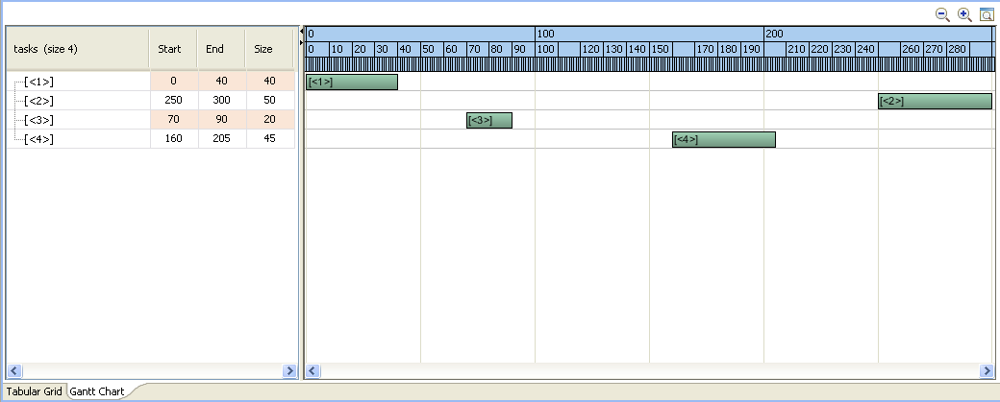 tasks (size 4) Start End Size
0 100 200
0 10 20 30 40 50 60 70 80 90 100 120 130 140 150 170 180 190 210 220 230 240 260 270 280
[<1>] 0 40 40 [<1>]
[<2>] 250 300 50 [<2>]
[<3>] 70 90 20 [<3>]
[<4>] 160 205 45 [<4>]
Tabular Grid Gantt Chart